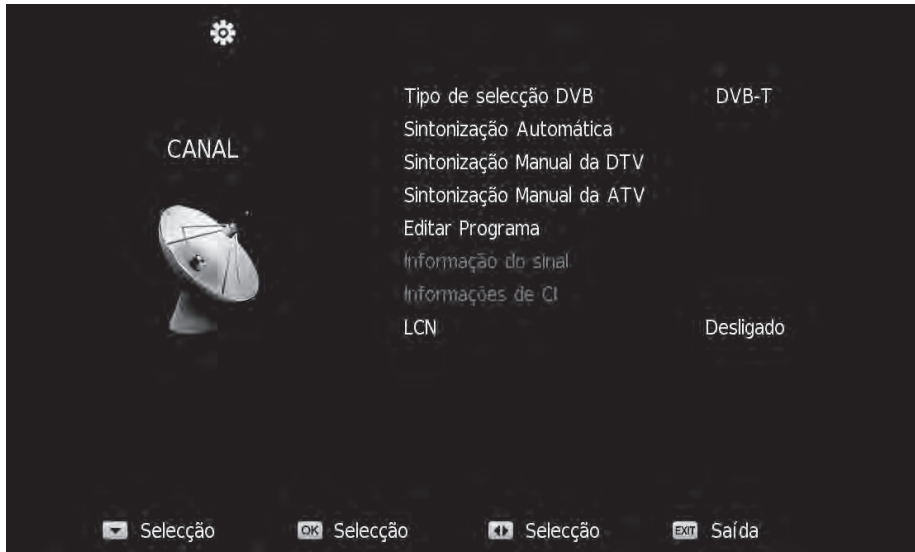 CANAL
Tipo de selecção DVB DVB-T
Sintonização Automática
Sintonização Manual da DTV
Sintonização Manual da ATV
Editar Programa
Informação do sinal
Informações de CI
LCN Desligado
Selecção OK Selecção Selecção EXIT Saída